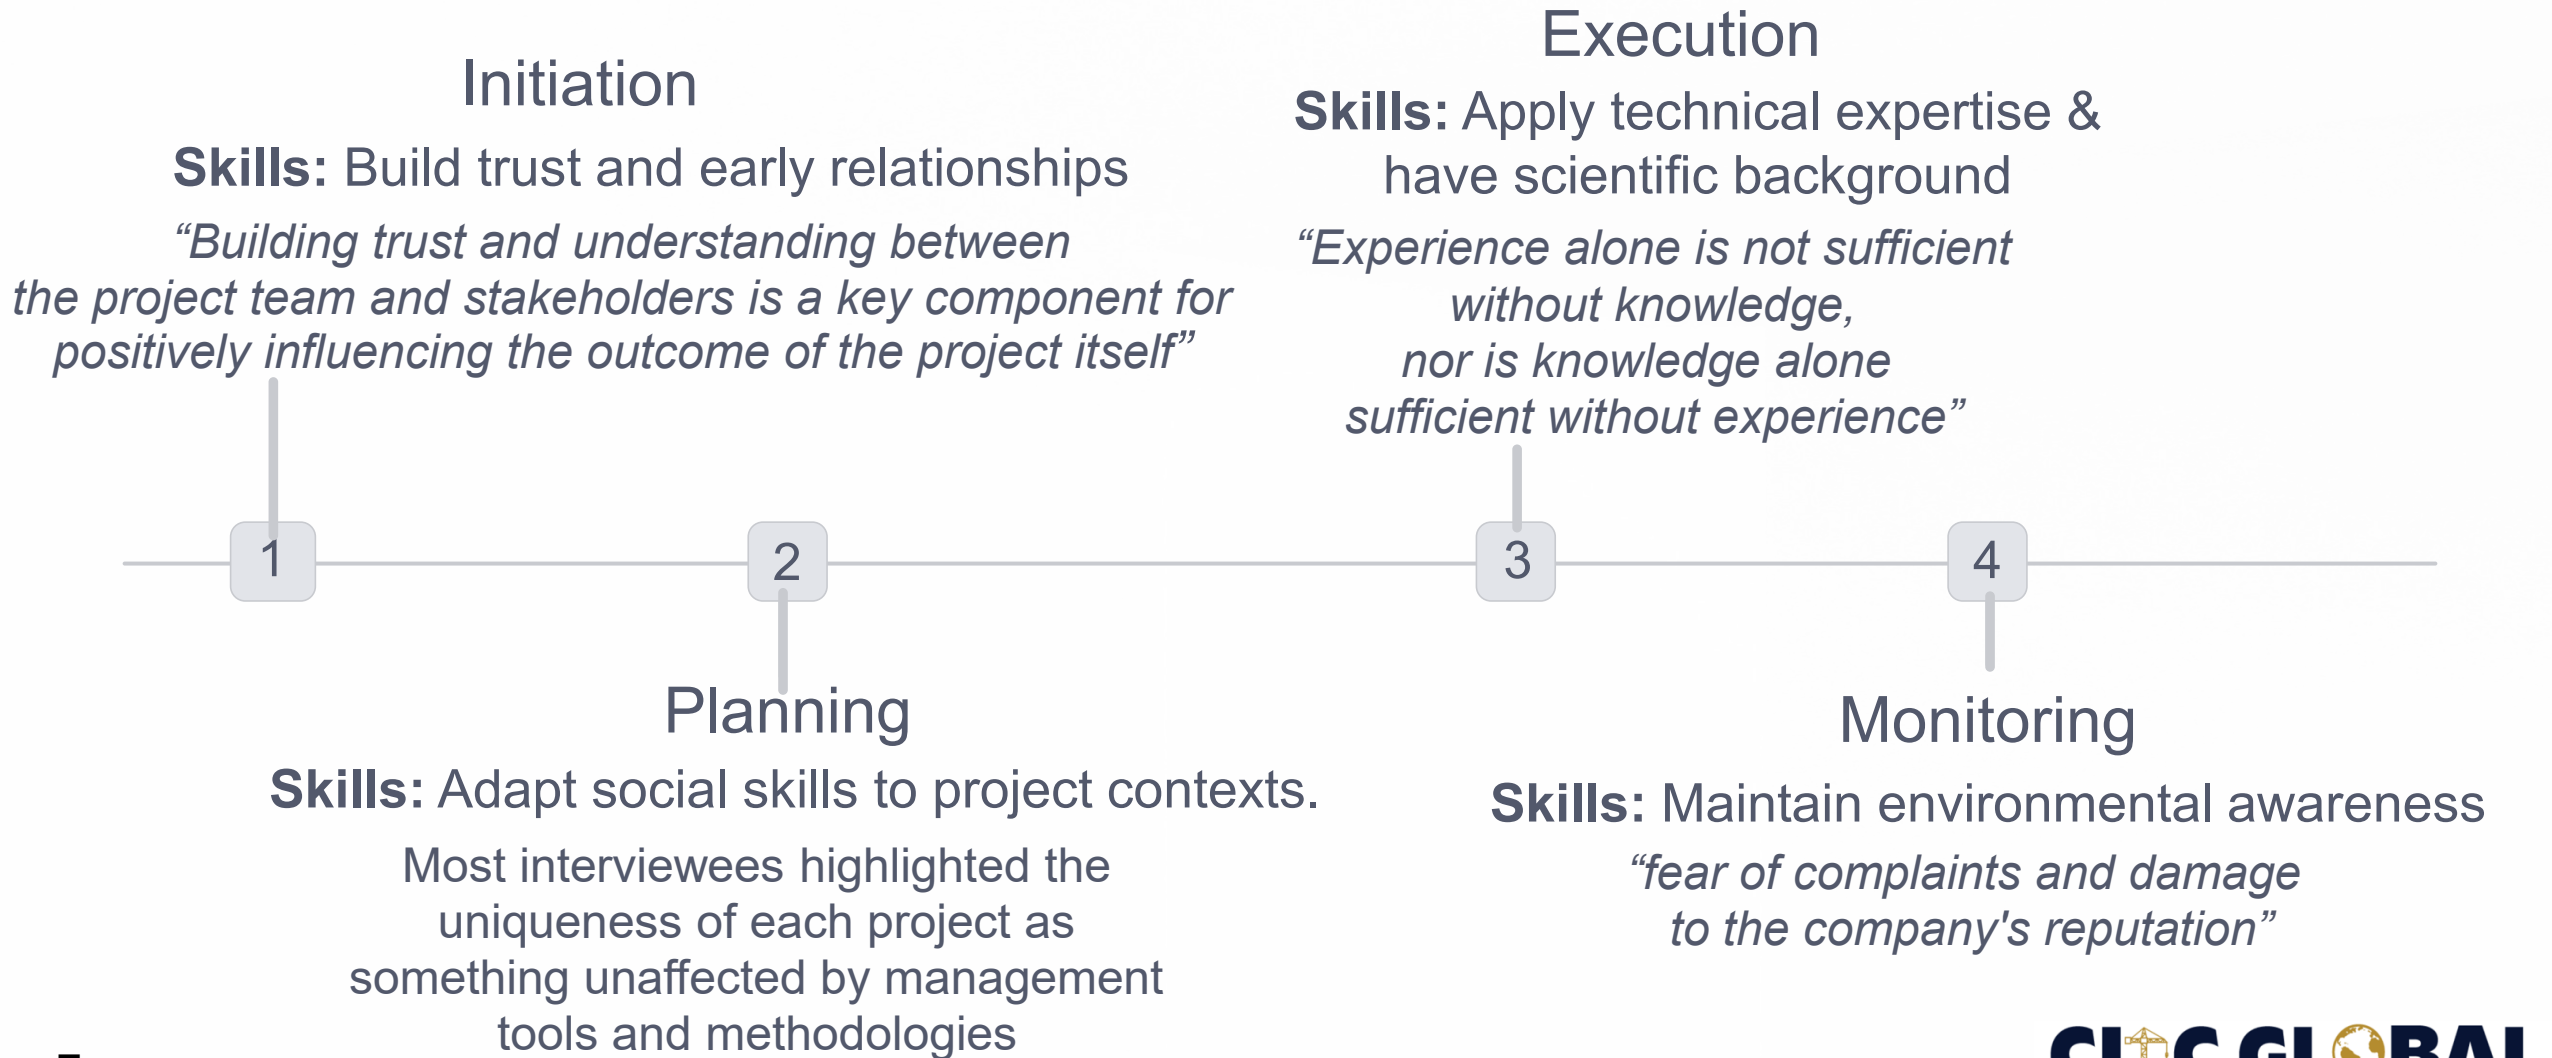 Initiation
Skills: Build trust and early relationships
“Building trust and understanding between
the project team and stakeholders is a key component for
positively influencing the outcome of the project itself”
Execution
Skills: Apply technical expertise &
have scientific background
“Experience alone is not sufficient
without knowledge,
nor is knowledge alone
sufficient without experience”
1
2
3
4
Planning
Skills: Adapt social skills to project contexts.
Most interviewees highlighted the
uniqueness of each project as
something unaffected by management
tools and methodologies
Monitoring
Skills: Maintain environmental awareness
“fear of complaints and damage
to the company's reputation”
CITC GLOBAL